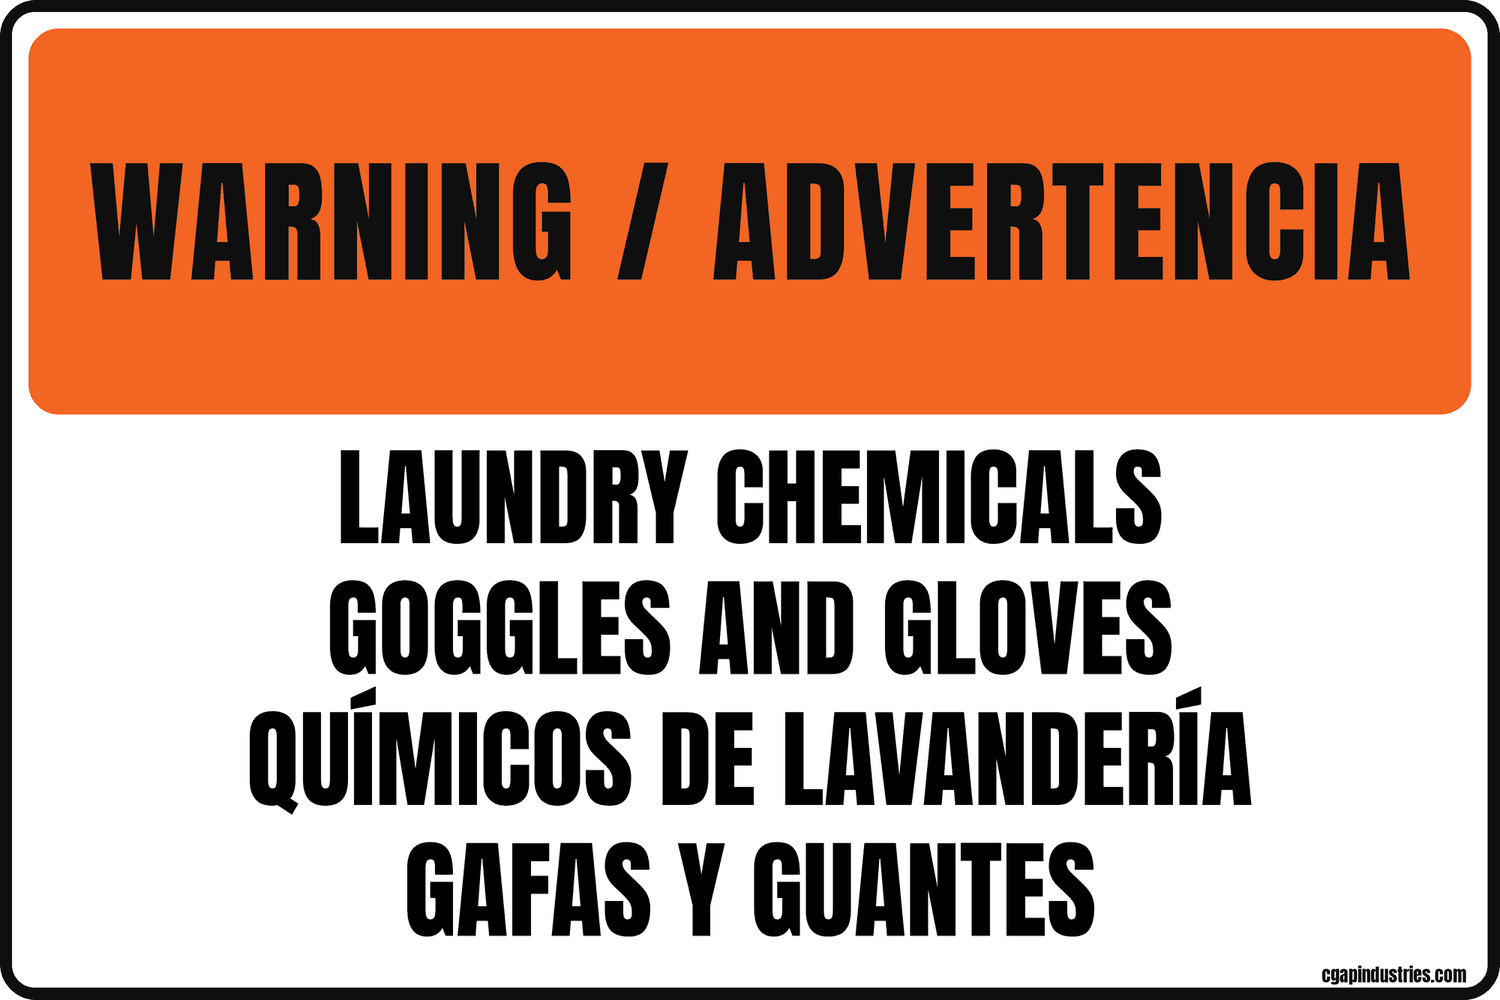 WARNING / ADVERTENCIA
LAUNDRY CHEMICALS
GOGGLES AND GLOVES
QUÍMICOS DE LAVANDERÍA
GAFAS Y GUANTES
cgapindustries.com